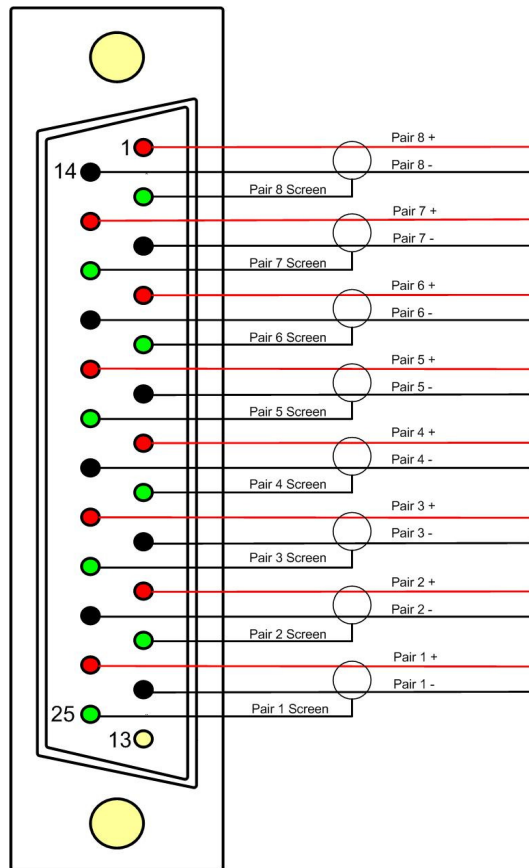 1
Pair 8 +
14
Pair 8 -
Pair 8 Screen
Pair 7 +
Pair 7 -
Pair 7 Screen
Pair 6 +
Pair 6 -
Pair 6 Screen
Pair 5 +
Pair 5 -
Pair 5 Screen
Pair 4 +
Pair 4 -
Pair 4 Screen
Pair 3 +
Pair 3 -
Pair 3 Screen
Pair 2 +
Pair 2 -
Pair 2 Screen
Pair 1 +
Pair 1 -
25
Pair 1 Screen
13